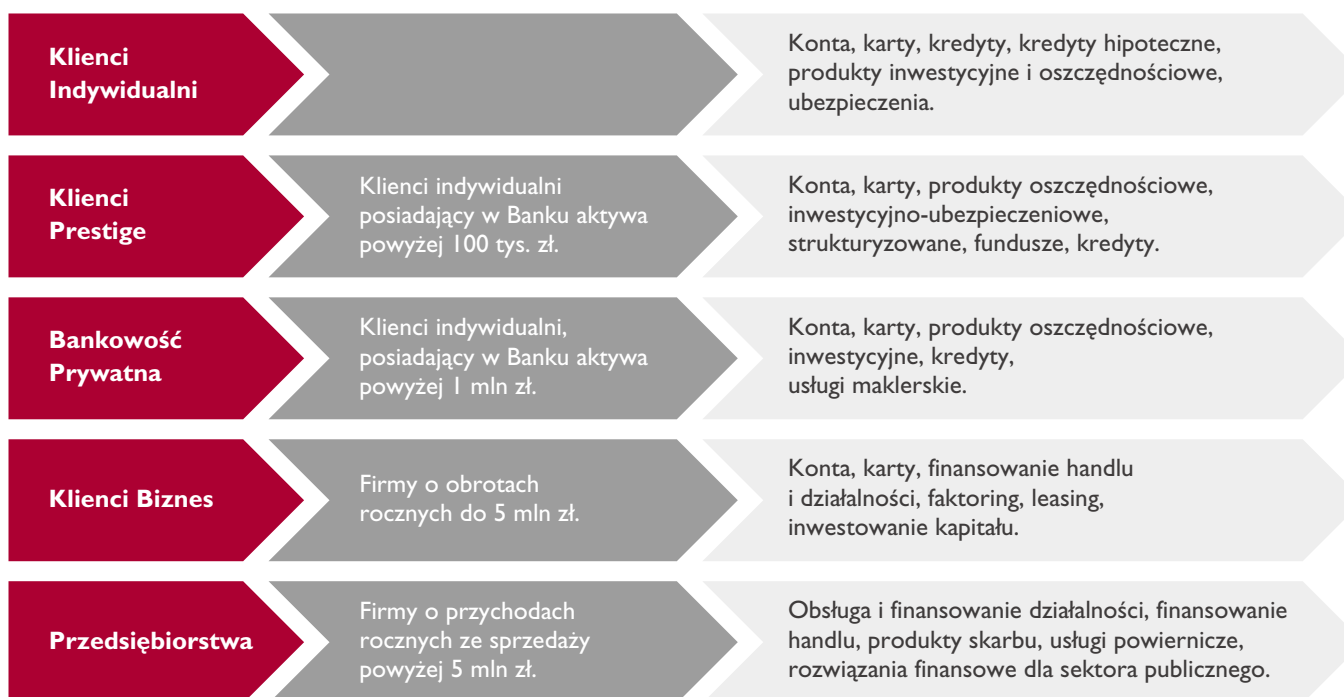 Klienci
Indywidualni
Konta, karty, kredyty, kredyty hipoteczne,
produkty inwestycyjne i oszczędnościowe,
ubezpieczenia.
Klienci
Prestige
Klienci indywidualni
posiadający w Banku aktywa
powyżej 100 tys. zł.
Konta, karty, produkty oszczędnościowe,
inwestycyjno-ubezpieczeniowe,
strukturyzowane, fundusze, kredyty.
Bankowość
Prywatna
Klienci indywidualni,
posiadający w Banku aktywa
powyżej 1 mln zł.
Konta, karty, produkty oszczędnościowe,
inwestycyjne, kredyty,
usługi maklerskie.
Klienci Biznes
Firmy o obrotach
rocznych do 5 mln zł.
Konta, karty, finansowanie handlu
i działalności, faktoring, leasing,
inwestowanie kapitału.
Przedsiębiorstwa
Firmy o przychodach
rocznych ze sprzedaży
powyżej 5 mln zł.
Obsługa i finansowanie działalności, finansowanie
handlu, produkty skarbu, usługi powiernicze,
rozwiązania finansowe dla sektora publicznego.